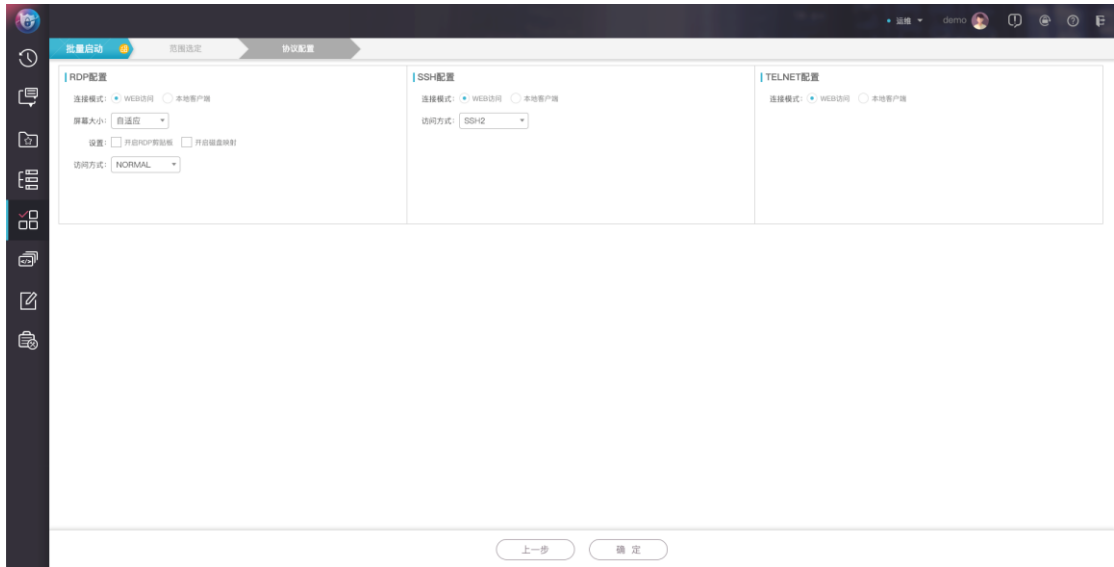 运维 demo
批量启动 范围选定 协议配置
RDP配置
连接模式: WEB访问 本地客户端
屏幕大小: 自适应
设置: 开启RDP剪贴板 开启磁盘映射
访问方式: NORMAL
SSH配置
连接模式: WEB访问 本地客户端
访问方式: SSH2
TELNET配置
连接模式: WEB访问 本地客户端
上一步 确 定